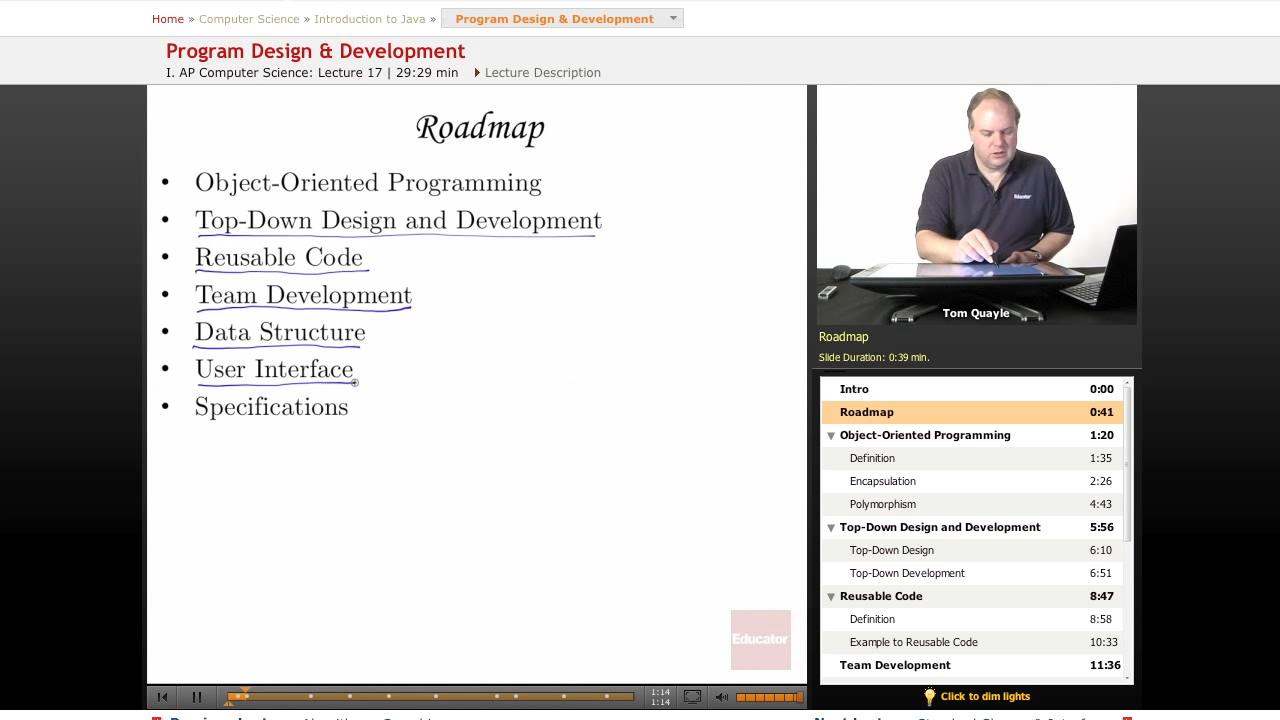 Home » Computer Science » Introduction to Java » Program Design & Development
Program Design & Development
I. AP Computer Science: Lecture 17 | 29:29 min Lecture Description
Roadmap
• Object-Oriented Programming
• Top-Down Design and Development
• Reusable Code
• Team Development
• Data Structure
• User Interface
• Specifications
Educator
1:14
1:14
Educator
Tom Quayle
Roadmap
Slide Duration: 0:39 min.
Intro 0:00
Roadmap 0:41
Object-Oriented Programming 1:20
Definition 1:35
Encapsulation 2:26
Polymorphism 4:43
Top-Down Design and Development 5:56
Top-Down Design 6:10
Top-Down Development 6:51
Reusable Code 8:47
Definition 8:58
Example to Reusable Code 10:33
Team Development 11:36
Click to dim lights